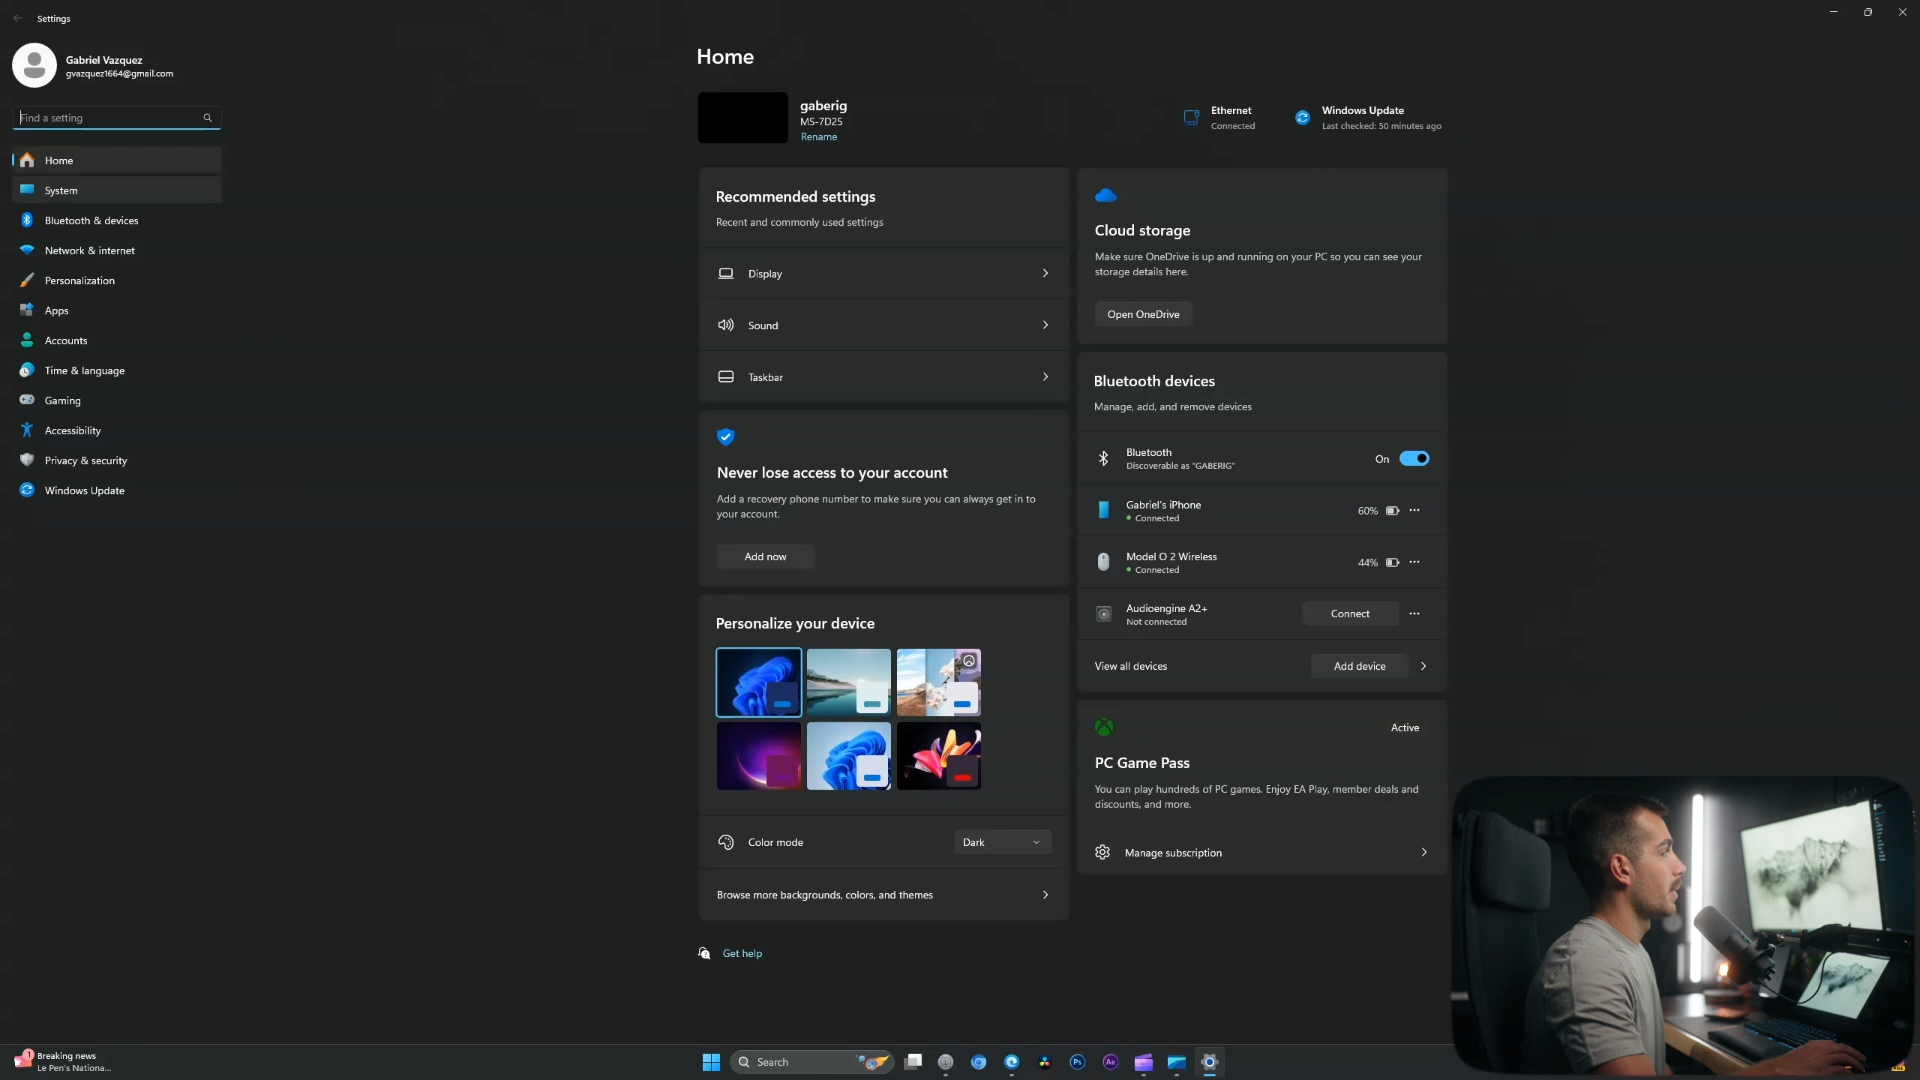 Settings
Gabriel Vazquez
gvazquez1664@gmail.com
Find a setting
Home
System
Bluetooth & devices
Network & internet
Personalization
Apps
Accounts
Time & language
Gaming
Accessibility
Privacy & security
Windows Update
Home
gaberig
MS-7D25
Rename
Ethernet
Connected
Windows Update
Last checked: 50 minutes ago
Recommended settings
Recent and commonly used settings
Display
Sound
Taskbar
Never lose access to your account
Add a recovery phone number to make sure you can always get in to
your account.
Add now
Personalize your device
Color mode
Dark
Browse more backgrounds, colors, and themes
Get help
Cloud storage
Make sure OneDrive is up and running on your PC so you can see your
storage details here.
Open OneDrive
Bluetooth devices
Manage, add, and remove devices
Bluetooth
Discoverable as "GABERIG"
On
Gabriel's iPhone
Connected
60%
Model O 2 Wireless
Connected
44%
Audioengine A2+
Not connected
Connect
View all devices
Add device
Active
PC Game Pass
You can play hundreds of PC games. Enjoy EA Play, member deals and
discounts, and more.
Manage subscription
1
Breaking news
Le Pen's Nationa...
Search
Ps
Ae